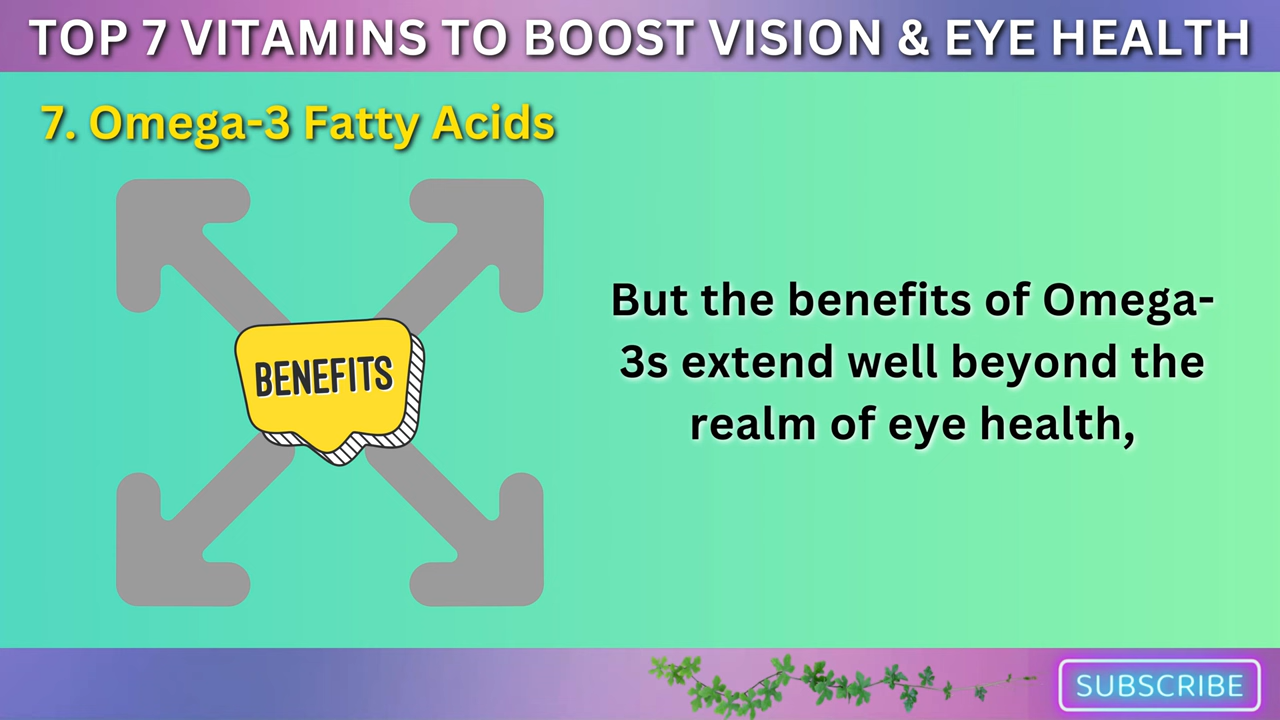 TOP 7 VITAMINS TO BOOST VISION & EYE HEALTH
7. Omega-3 Fatty Acids
BENEFITS
But the benefits of Omega-
3s extend well beyond the
realm of eye health,
SUBSCRIBE